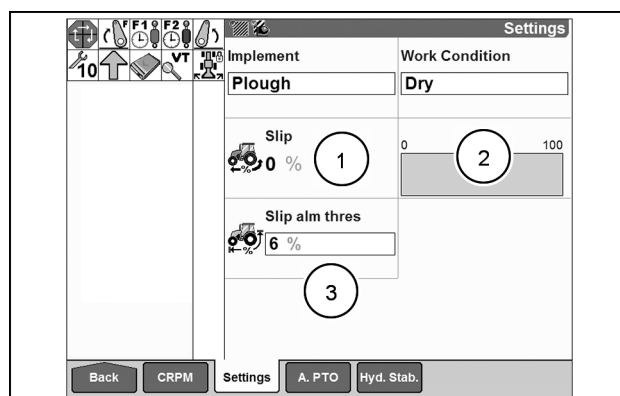 F F1 F2
Settings
10 VT
Implement Work Condition
Plough Dry
Slip
0 % 1
0 2 100
Slip alm thres
6 %
3
Back CRPM Settings A. PTO Hyd. Stab.